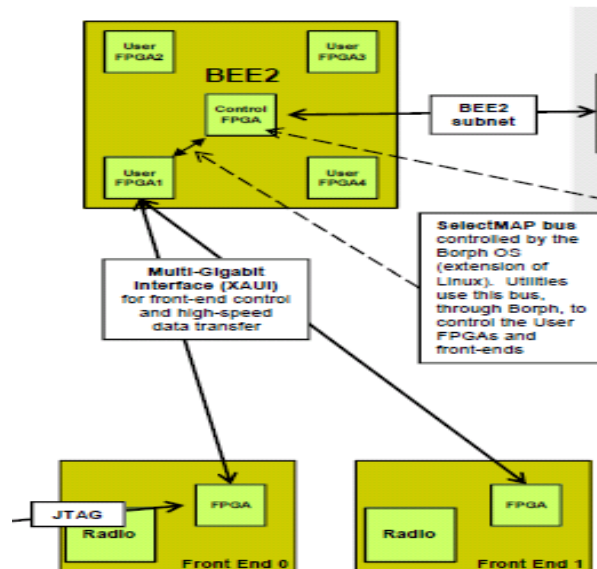 User
FPGA2
User
FPGA3
BEE2
Control
FPGA
BEE2
subnet
User
FPGA1
User
FPGA4
SelectMAP bus
controlled by the
Borph OS
(extension of
Linux). Utilities
use this bus,
through Borph, to
control the User
FPGAs and
front-ends
Multi-Gigabit
Interface (XAUI)
for front-end control
and high-speed
data transfer
JTAG
FPGA
Radio
Front End 0
FPGA
Radio
Front End 1